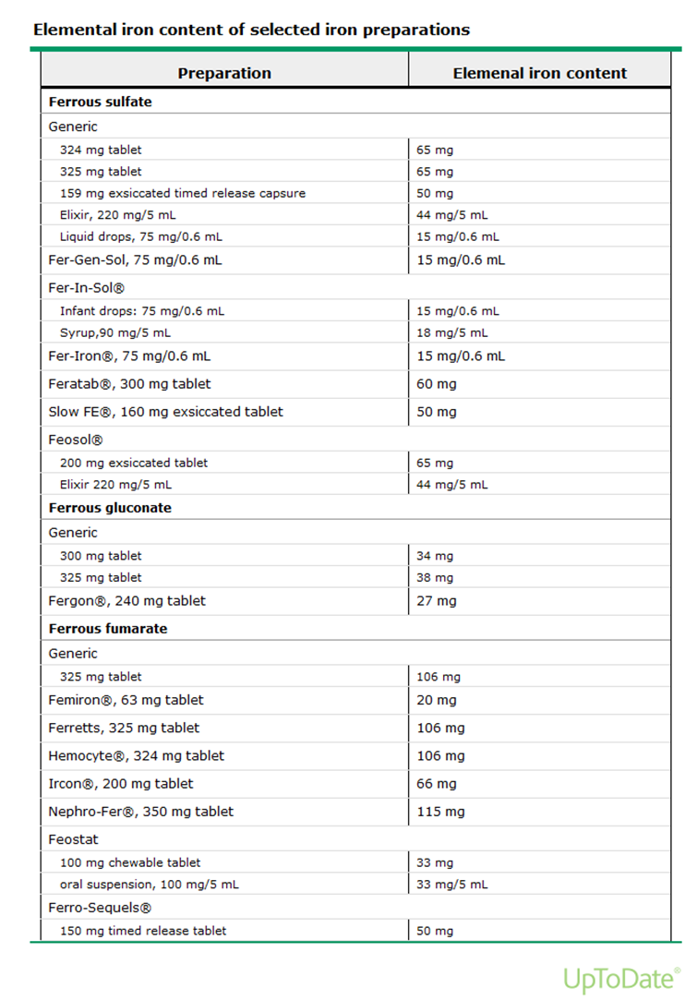 Elemental iron content of selected iron preparations
Preparation Elemenal iron content
Ferrous sulfate
Generic
324 mg tablet 65 mg
325 mg tablet 65 mg
159 mg exsiccated timed release capsure 50 mg
Elixir, 220 mg/5 mL 44 mg/5 mL
Liquid drops, 75 mg/0.6 mL 15 mg/0.6 mL
Fer-Gen-Sol, 75 mg/0.6 mL 15 mg/0.6 mL
Fer-In-Sol®
Infant drops: 75 mg/0.6 mL 15 mg/0.6 mL
Syrup,90 mg/5 mL 18 mg/5 mL
Fer-Iron®, 75 mg/0.6 mL 15 mg/0.6 mL
Feratab®, 300 mg tablet 60 mg
Slow FE®, 160 mg exsiccated tablet 50 mg
Feosol®
200 mg exsiccated tablet 65 mg
Elixir 220 mg/5 mL 44 mg/5 mL
Ferrous gluconate
Generic
300 mg tablet 34 mg
325 mg tablet 38 mg
Fergon®, 240 mg tablet 27 mg
Ferrous fumarate
Generic
325 mg tablet 106 mg
Femiron®, 63 mg tablet 20 mg
Ferretts, 325 mg tablet 106 mg
Hemocyte®, 324 mg tablet 106 mg
Ircon®, 200 mg tablet 66 mg
Nephro-Fer®, 350 mg tablet 115 mg
Feostat
100 mg chewable tablet 33 mg
oral suspension, 100 mg/5 mL 33 mg/5 mL
Ferro-Sequels®
150 mg timed release tablet 50 mg
UpToDate®